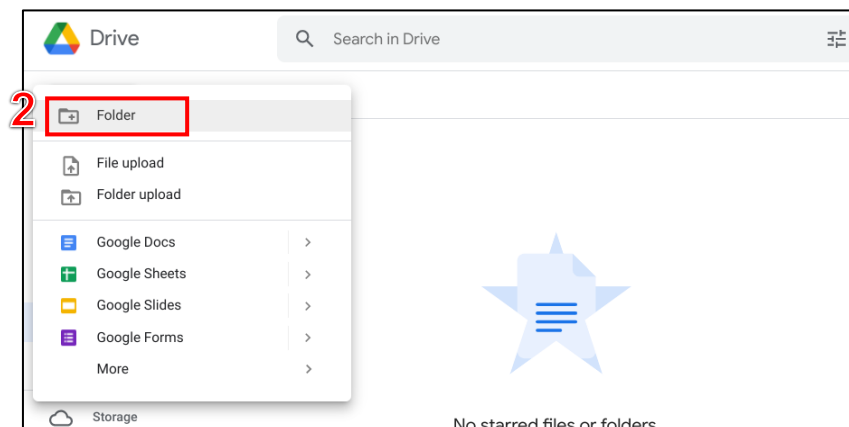 Drive
Search in Drive
2
Folder
File upload
Folder upload
Google Docs
Google Sheets
Google Slides
Google Forms
More
Storage
No starred files or folders